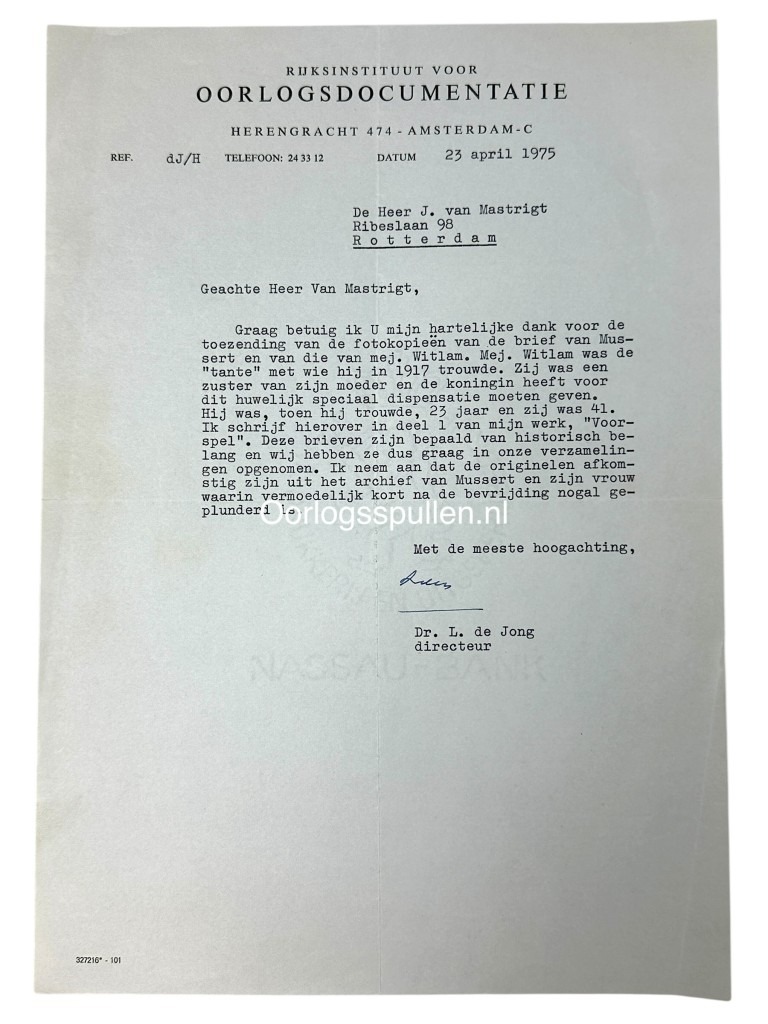 RIJKSINSTITUUT VOOR
OORLOGSDOCUMENTATIE
HERENGRACHT 474 - AMSTERDAM-C
REF. dJ/H TELEFOON: 24 33 12 DATUM 23 april 1975
De Heer J. van Mastrigt
Ribeslaan 98
R o t t e r d a m
Geachte Heer Van Mastrigt,
Graag betuig ik U mijn hartelijke dank voor de
toezending van de fotokopieën van de brief van Mus-
sert en van die van mej. Witlam. Mej. Witlam was de
"tante" met wie hij in 1917 trouwde. Zij was een
zuster van zijn moeder en de koningin heeft voor
dit huwelijk speciaal dispensatie moeten geven.
Hij was, toen hij trouwde, 23 jaar en zij was 41.
Ik schrijf hierover in deel 1 van mijn werk, "Voor-
spel". Deze brieven zijn bepaald van historisch be-
lang en wij hebben ze dus graag in onze verzamelin-
gen opgenomen. Ik neem aan dat de originelen afkom-
stig zijn uit het archief van Mussert en zijn vrouw
waarin vermoedelijk kort na de bevrijding nogal ge-
plunderd is.
Oorlogsspullen.nl
Met de meeste hoogachting,
Dr. L. de Jong
directeur
NASSAU BANK
327216* - 101